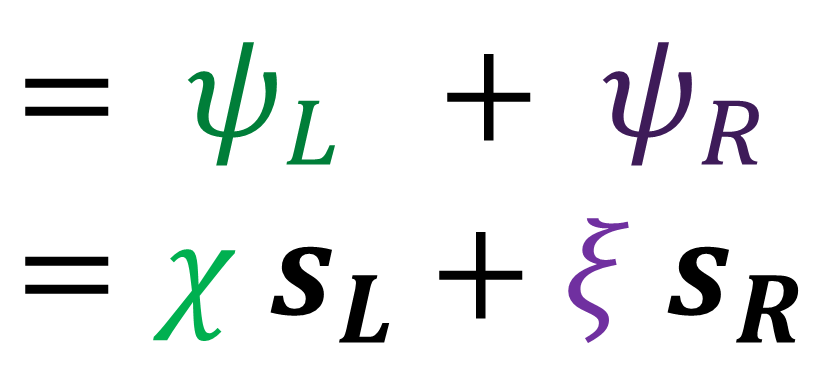 = ψ_L + ψ_R
= χ s_L + ξ s_R